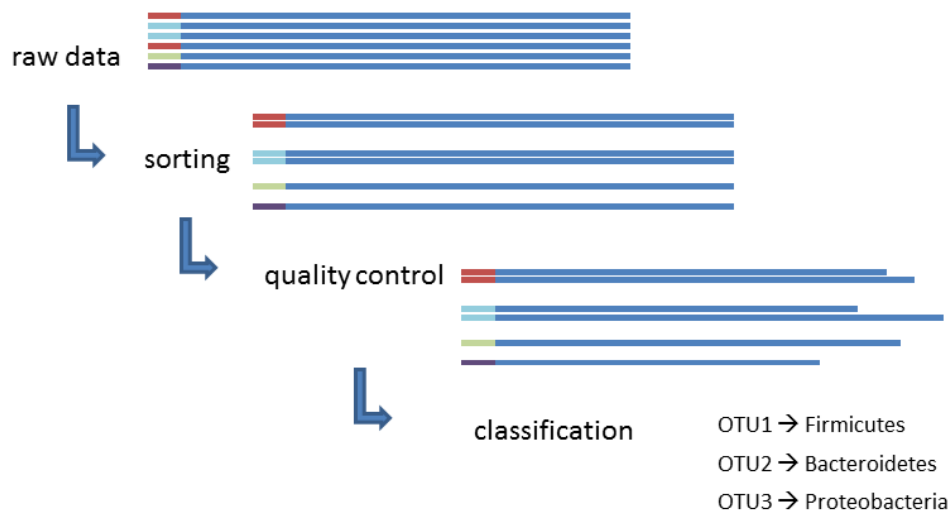 raw data
sorting
quality control
classification
OTU1 → Firmicutes
OTU2 → Bacteroidetes
OTU3 → Proteobacteria